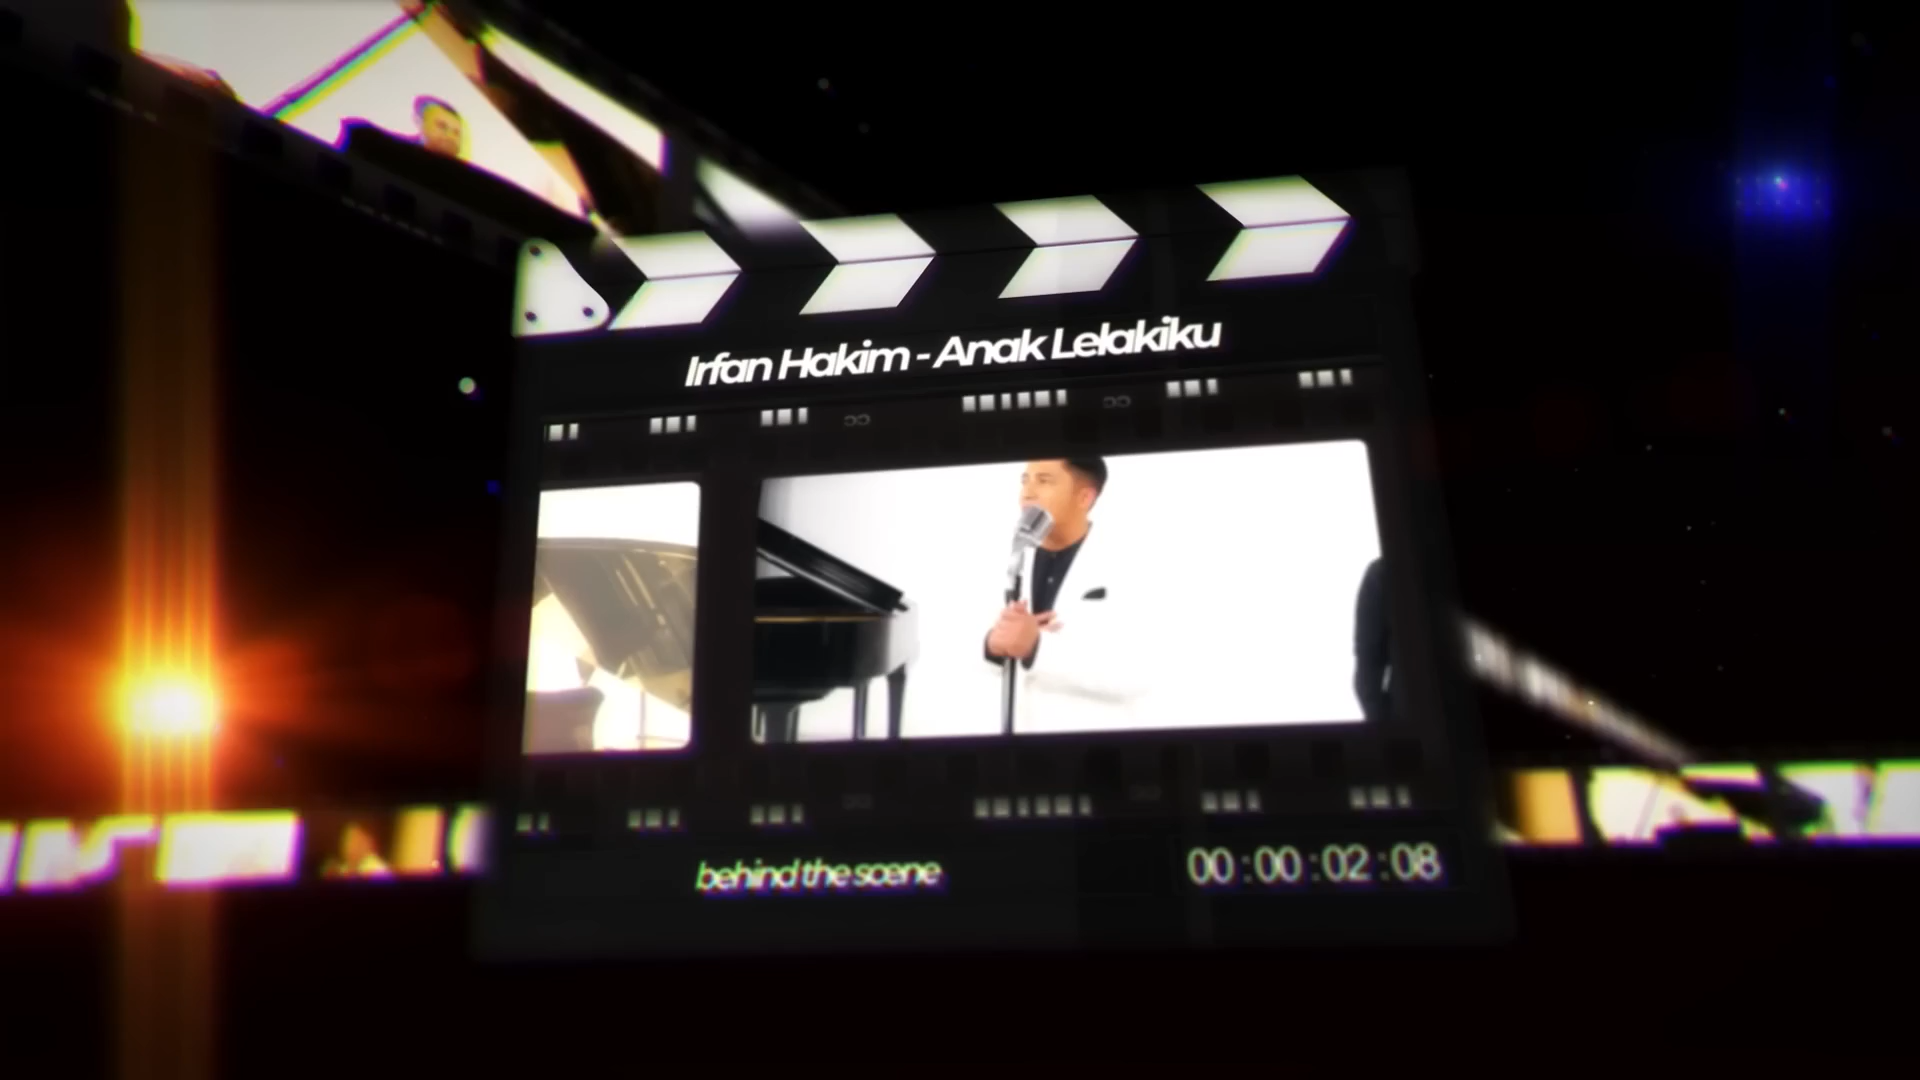 Irfan Hakim - Anak Lelakiku
behind the scene
00:00:02:08